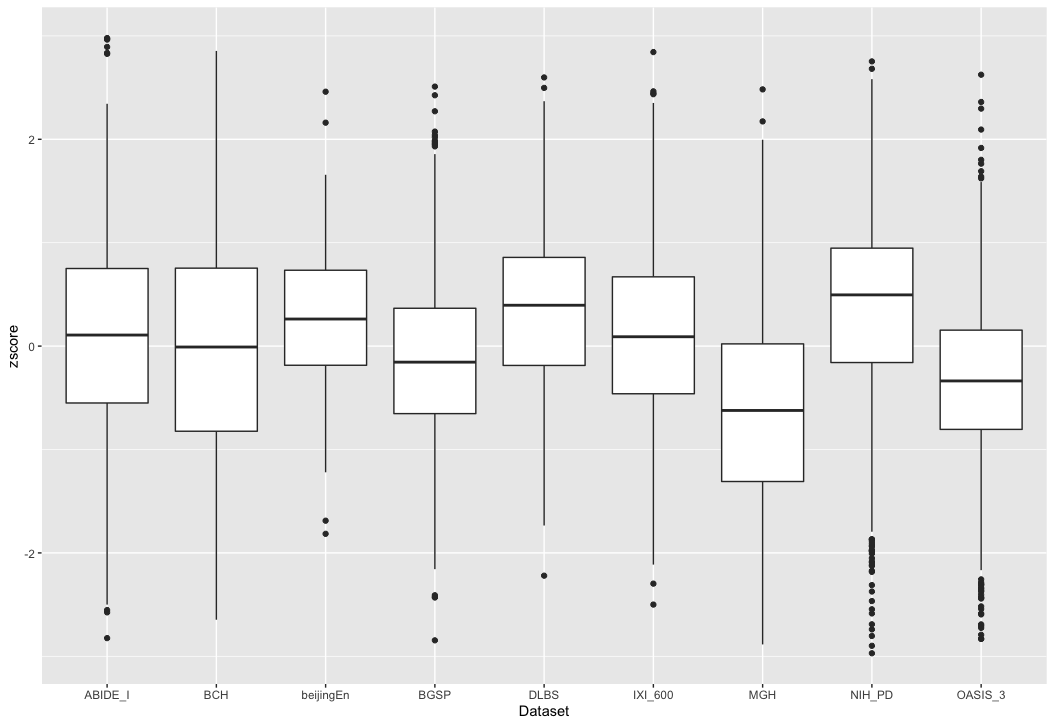 zscore
2
0
-2
ABIDE_I BCH beijingEn BGSP DLBS IXI_600 MGH NIH_PD OASIS_3
Dataset